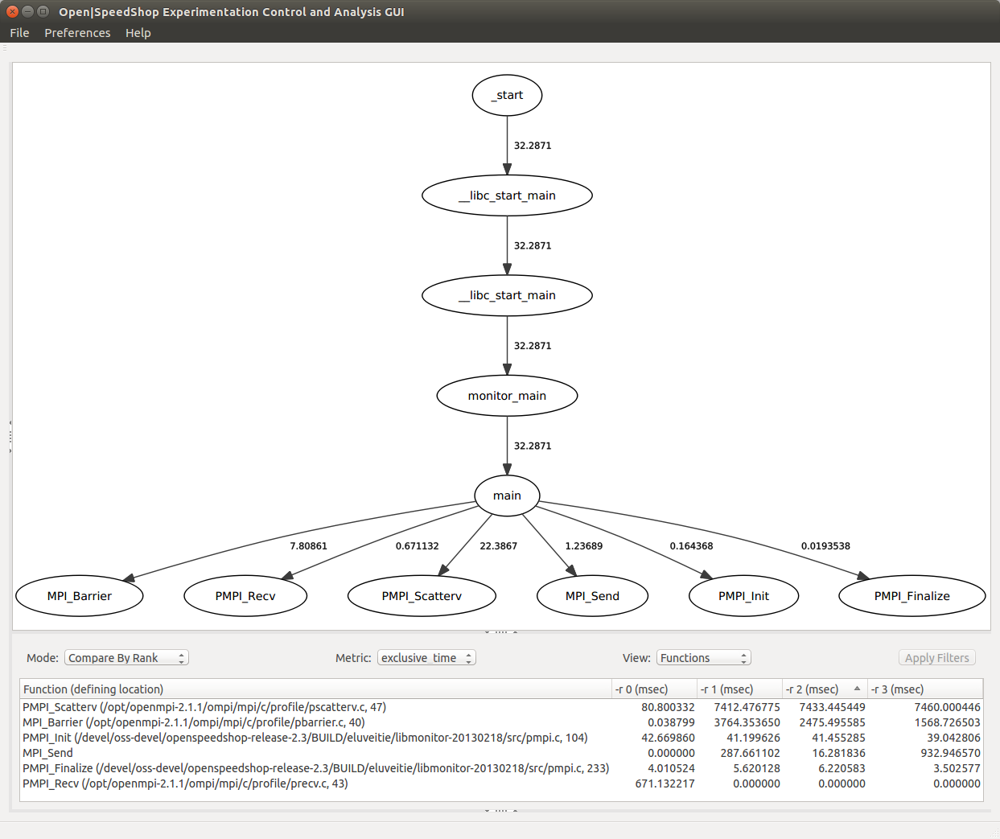 Open|SpeedShop Experimentation Control and Analysis GUI
File Preferences Help
_start
32.2871
__libc_start_main
32.2871
__libc_start_main
32.2871
monitor_main
32.2871
main
7.80861 0.671132 22.3867 1.23689 0.164368 0.0193538
MPI_Barrier PMPI_Recv PMPI_Scatterv MPI_Send PMPI_Init PMPI_Finalize
Mode: Compare By Rank Metric: exclusive_time View: Functions Apply Filters
Function (defining location) -r 0 (msec) -r 1 (msec) -r 2 (msec) -r 3 (msec)
PMPI_Scatterv (/opt/openmpi-2.1.1/ompi/mpi/c/profile/pscatterv.c, 47) 80.800332 7412.476775 7433.445449 7460.000446
MPI_Barrier (/opt/openmpi-2.1.1/ompi/mpi/c/profile/pbarrier.c, 40) 0.038799 3764.353650 2475.495585 1568.726503
PMPI_Init (/devel/oss-devel/openspeedshop-release-2.3/BUILD/eluveitie/libmonitor-20130218/src/pmpi.c, 104) 42.669860 41.199626 41.455285 39.042806
MPI_Send 0.000000 287.661102 16.281836 932.946570
PMPI_Finalize (/devel/oss-devel/openspeedshop-release-2.3/BUILD/eluveitie/libmonitor-20130218/src/pmpi.c, 233) 4.010524 5.620128 6.220583 3.502577
PMPI_Recv (/opt/openmpi-2.1.1/ompi/mpi/c/profile/precv.c, 43) 671.132217 0.000000 0.000000 0.000000